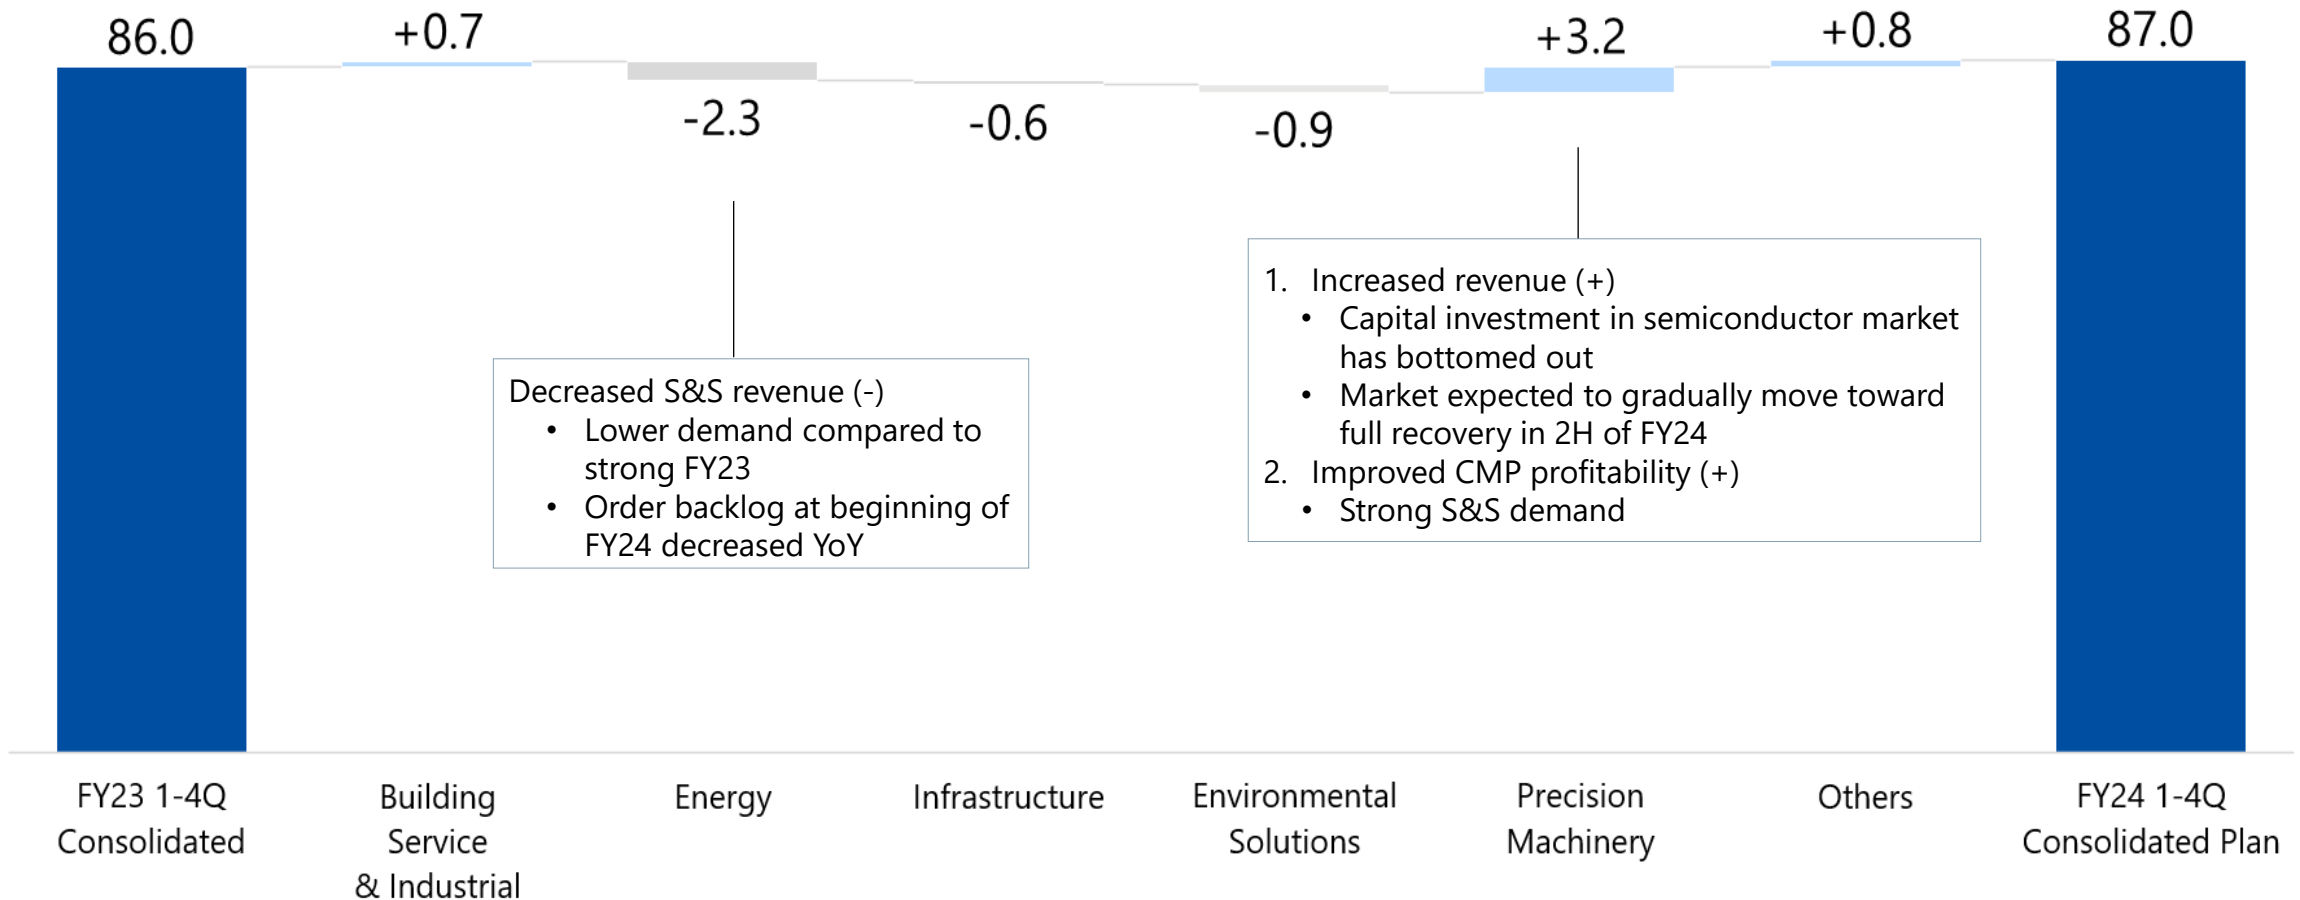 86.0
+0.7
-2.3
-0.6
-0.9
+3.2
+0.8
87.0
Decreased S&S revenue (-)
• Lower demand compared to
strong FY23
• Order backlog at beginning of
FY24 decreased YoY
1. Increased revenue (+)
• Capital investment in semiconductor market
has bottomed out
• Market expected to gradually move toward
full recovery in 2H of FY24
2. Improved CMP profitability (+)
• Strong S&S demand
FY23 1-4Q
Consolidated
Building
Service
& Industrial
Energy
Infrastructure
Environmental
Solutions
Precision
Machinery
Others
FY24 1-4Q
Consolidated Plan